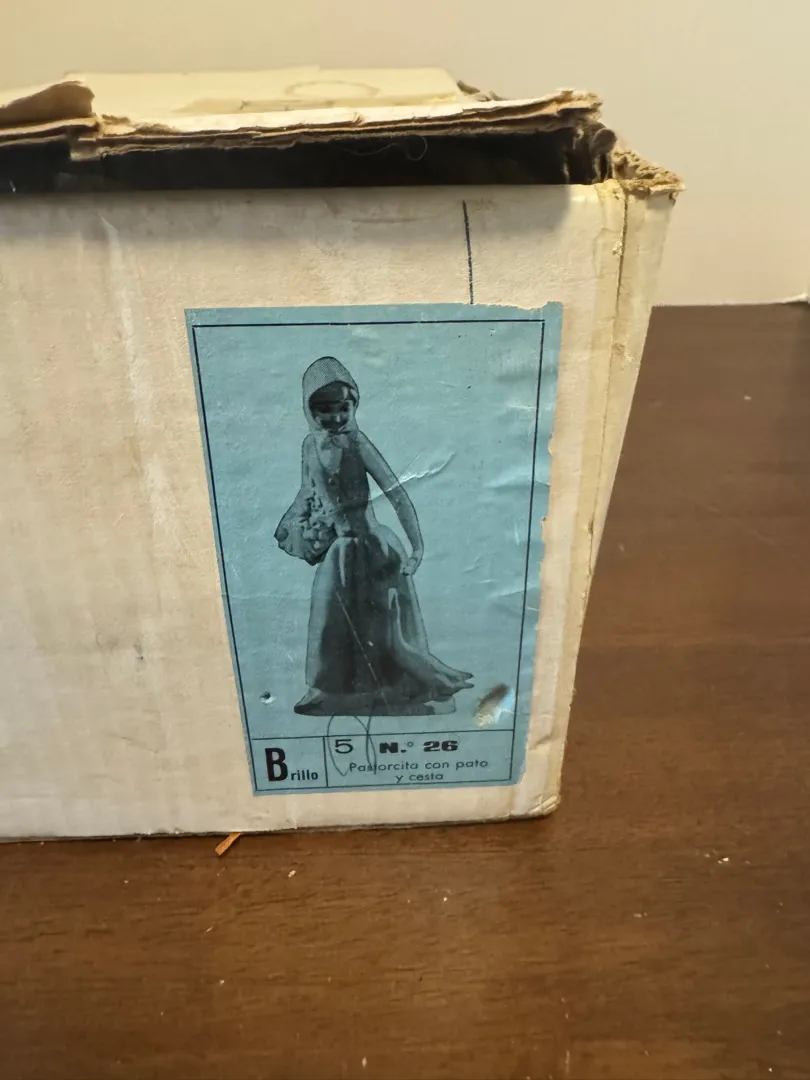 Brillo
5 N.º 26
Pastorcita con pato
y cesta